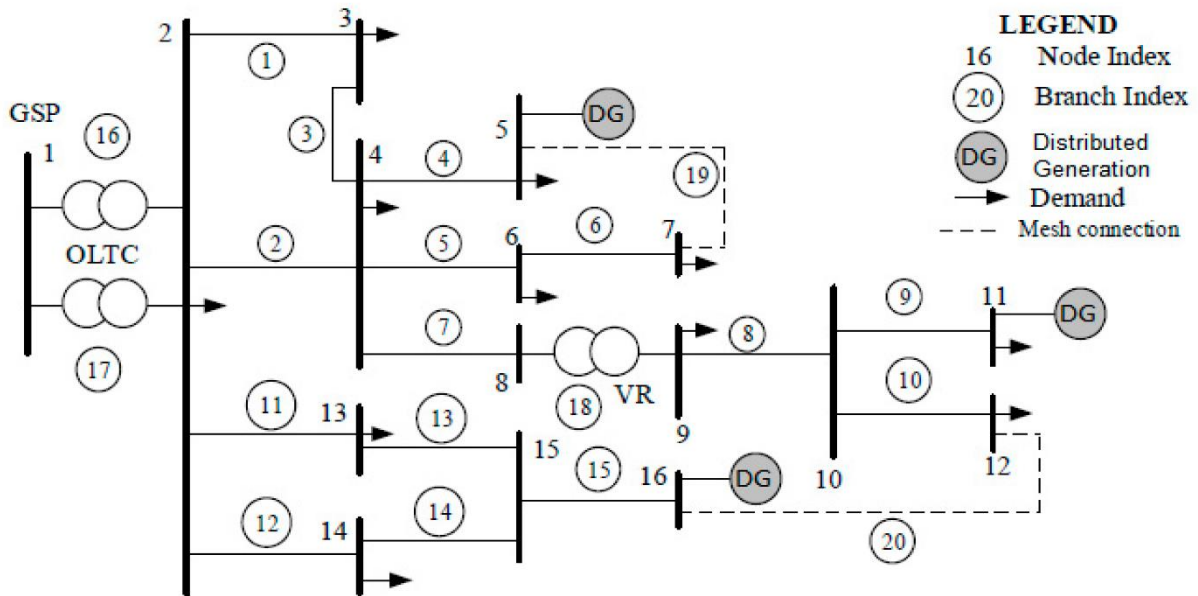 LEGEND
16 Node Index
20 Branch Index
DG Distributed
Generation
Demand
Mesh connection
2
3
1
GSP
1
16
3
4
4
5
DG
19
OLTC
2
5
6
6
7
17
7
8
18
VR
9
8
10
9
11
DG
10
12
11
13
13
15
15
16
DG
12
14
14
20